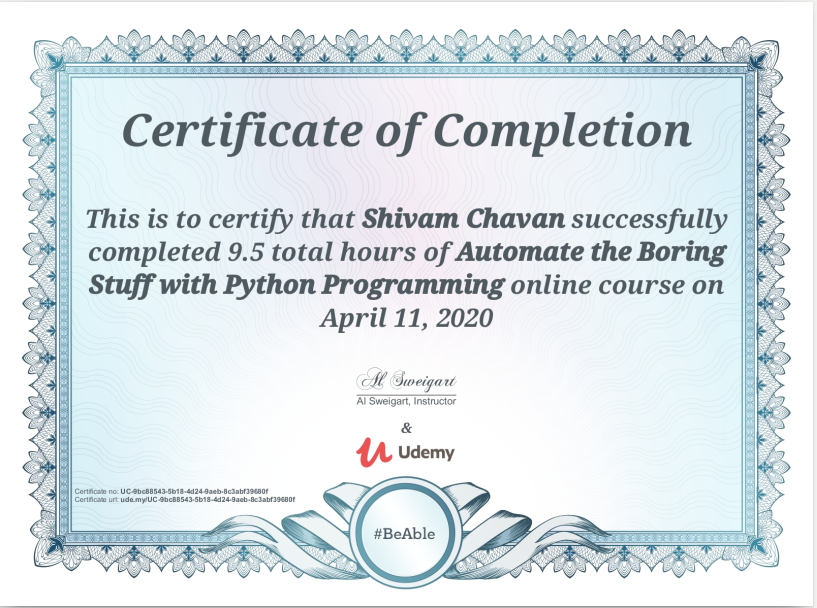 Certificate of Completion
This is to certify that Shivam Chavan successfully
completed 9.5 total hours of Automate the Boring
Stuff with Python Programming online course on
April 11, 2020
Al Sweigart
Al Sweigart, Instructor
&
Udemy
Certificate no: UC-9bc88543-5b18-4d24-9aeb-8c3abf39680f
Certificate url: ude.my/UC-9bc88543-5b18-4d24-9aeb-8c3abf39680f
#BeAble